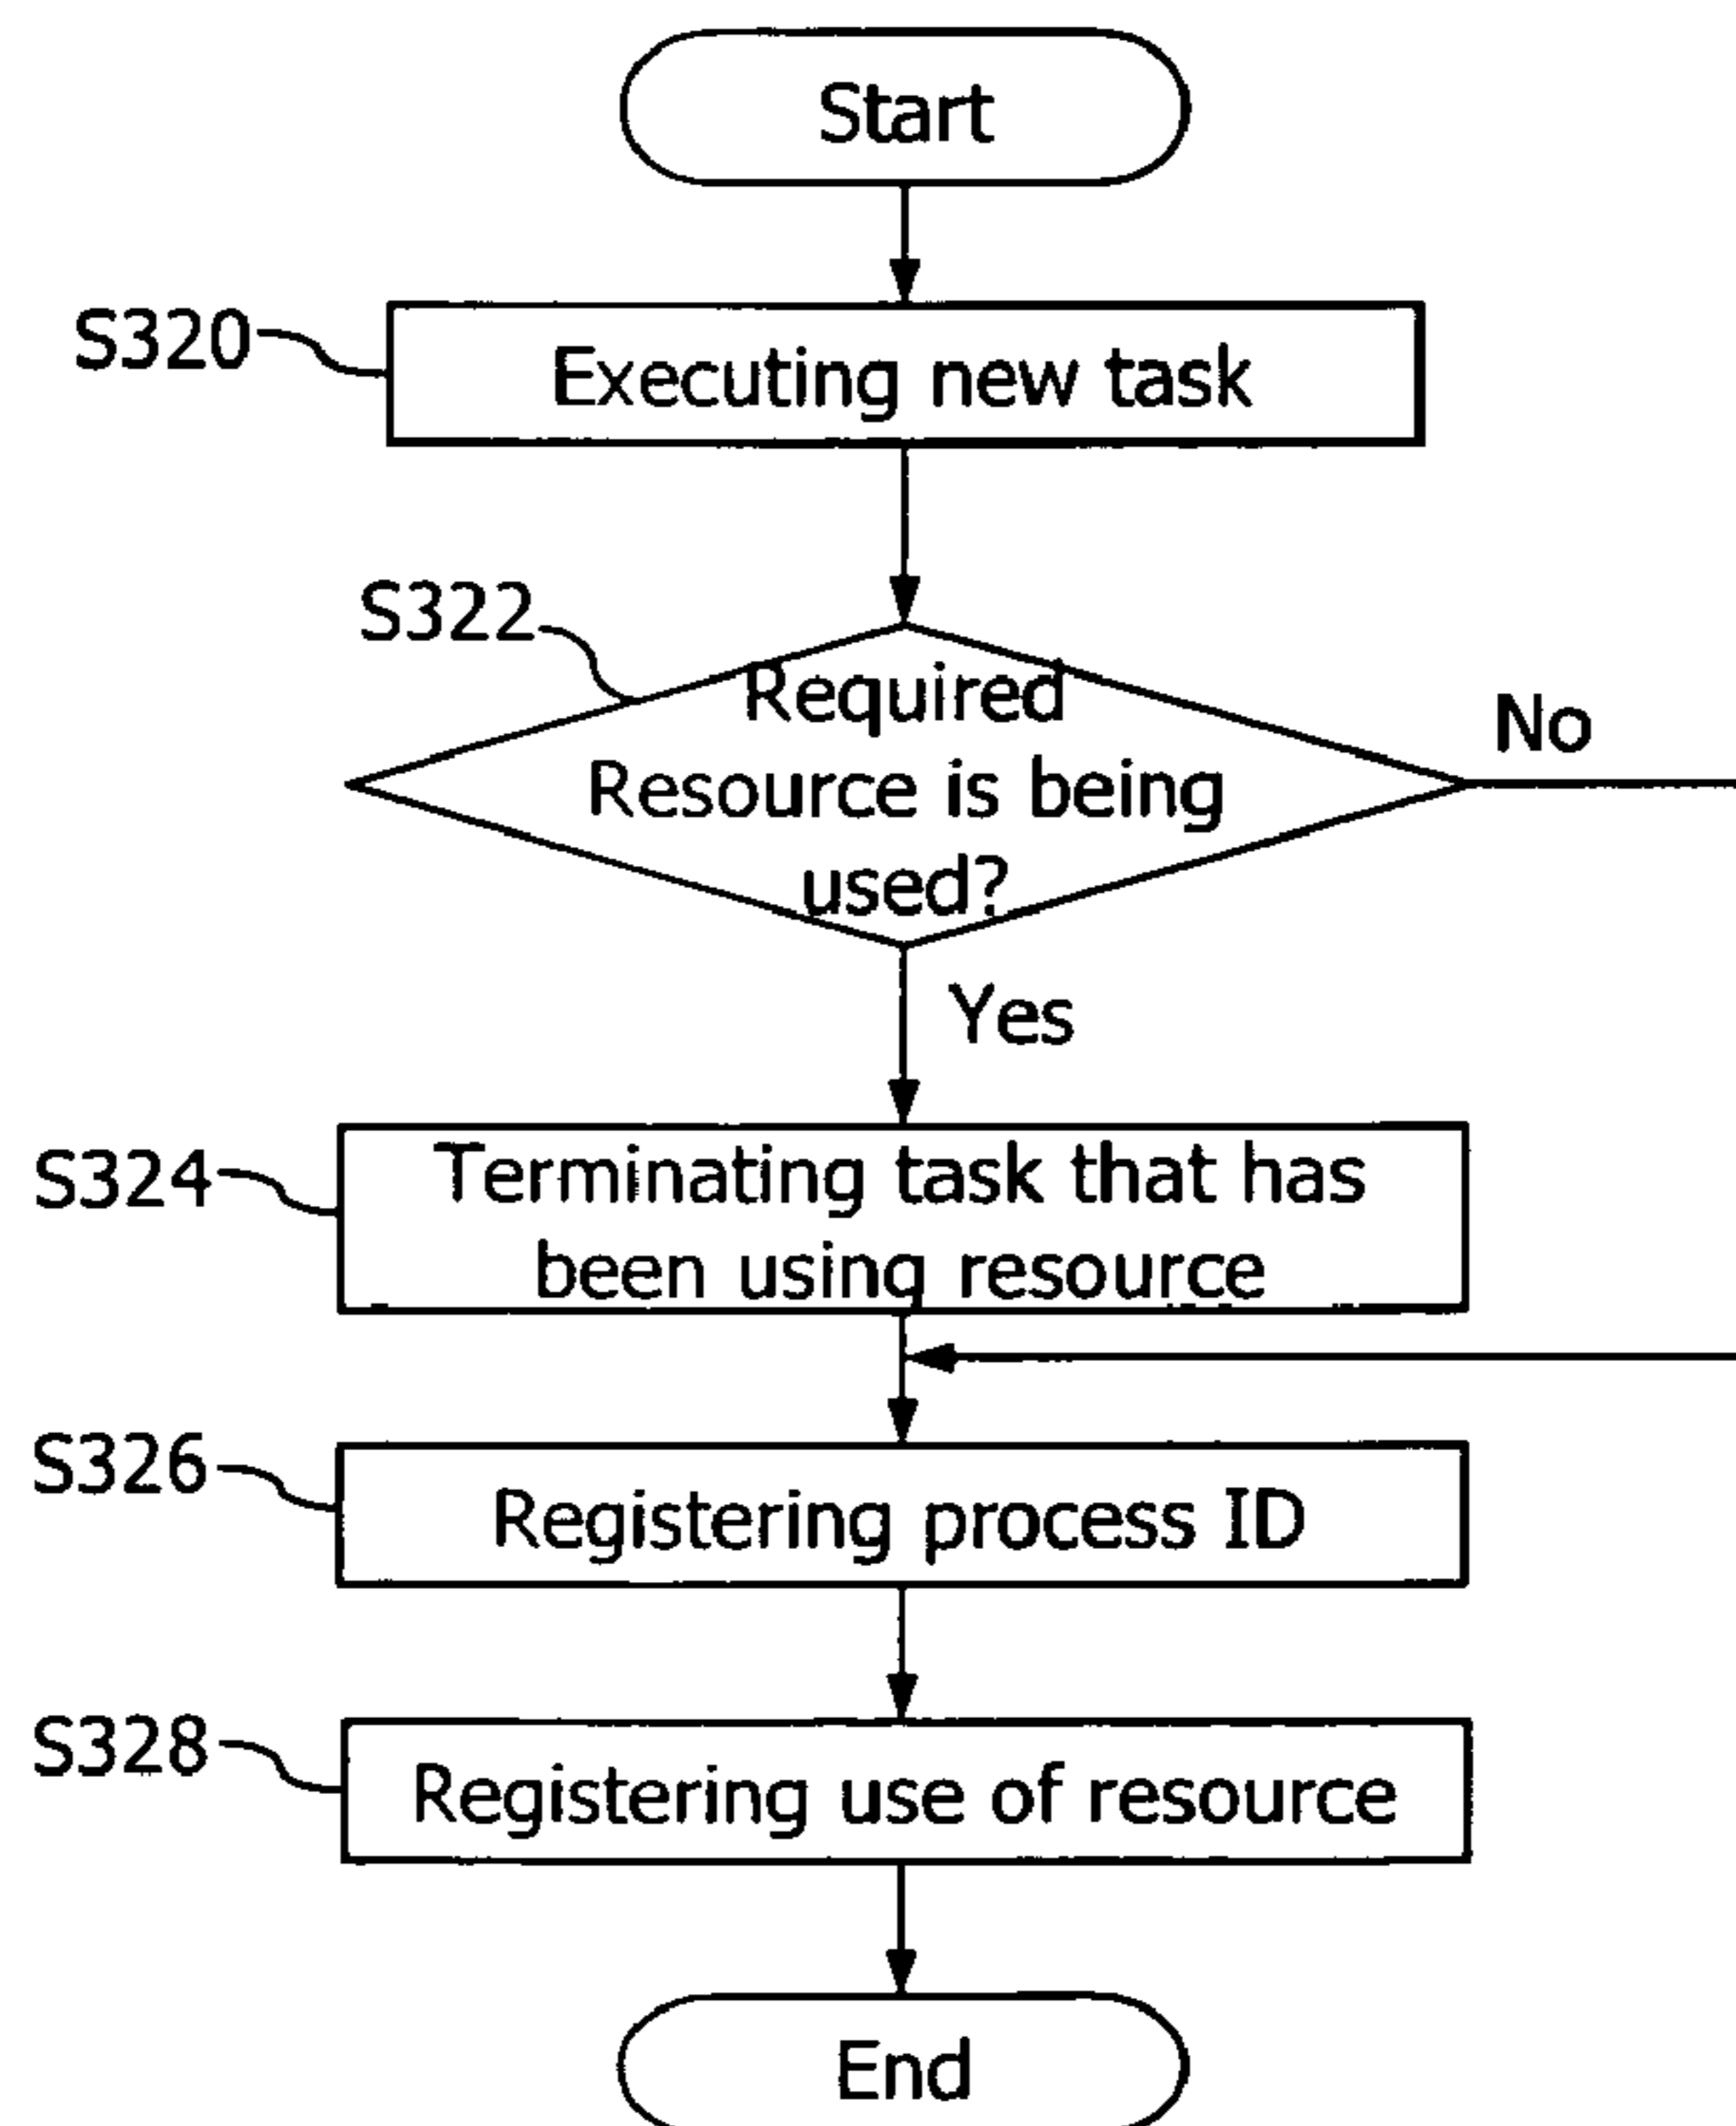 Start
S320
Executing new task
S322
Required
Resource is being
used?
No
Yes
S324
Terminating task that has
been using resource
S326
Registering process ID
S328
Registering use of resource
End